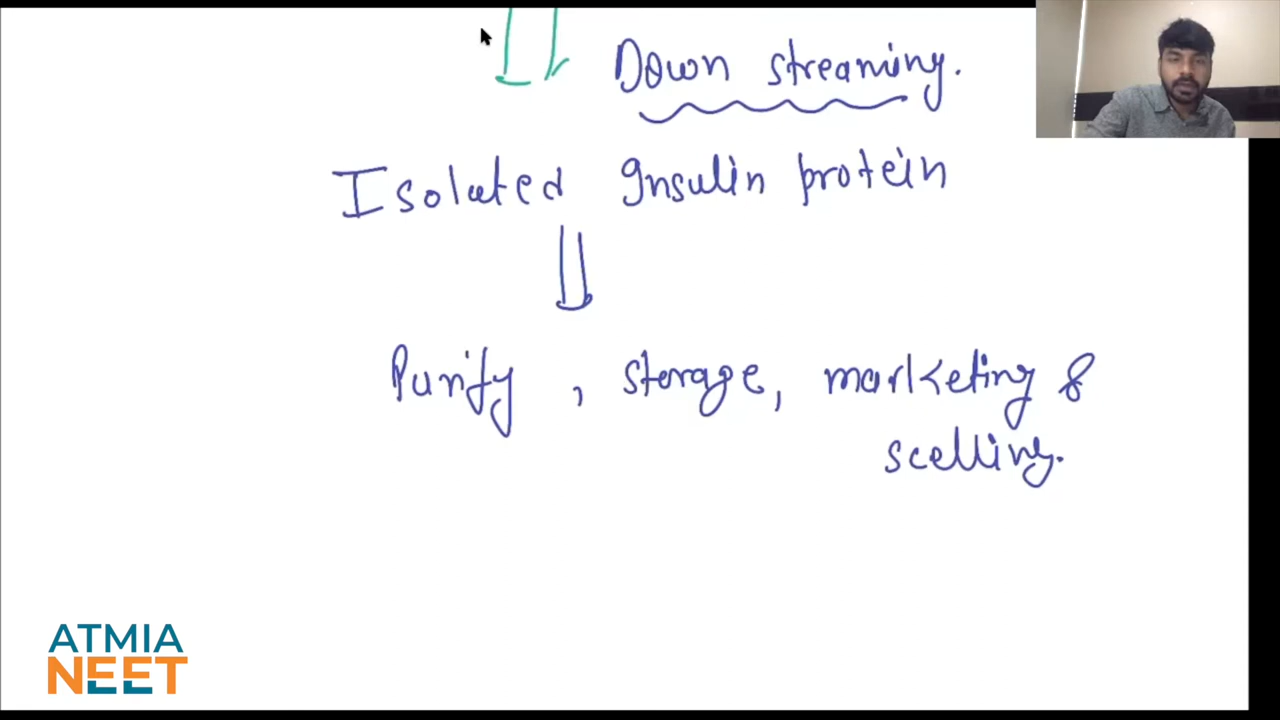 Down streaming.
Isolated Insulin protein
Purify, storage, marketing &
scelling.
ATMIA
NEET